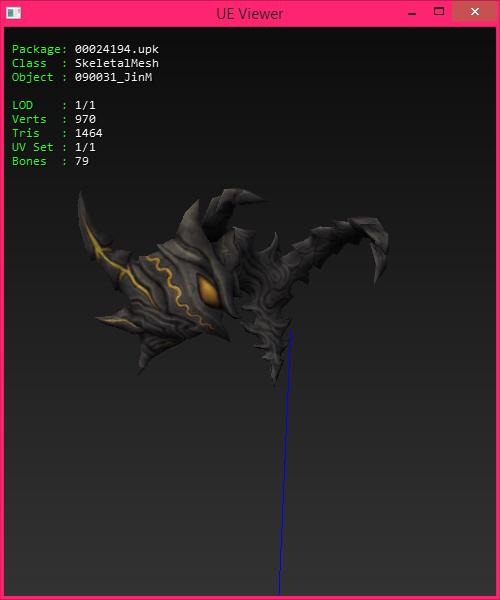 UE Viewer
Package: 00024194.upk
Class : SkeletalMesh
Object : 090031_JinM
LOD : 1/1
Verts : 970
Tris : 1464
UV Set : 1/1
Bones : 79